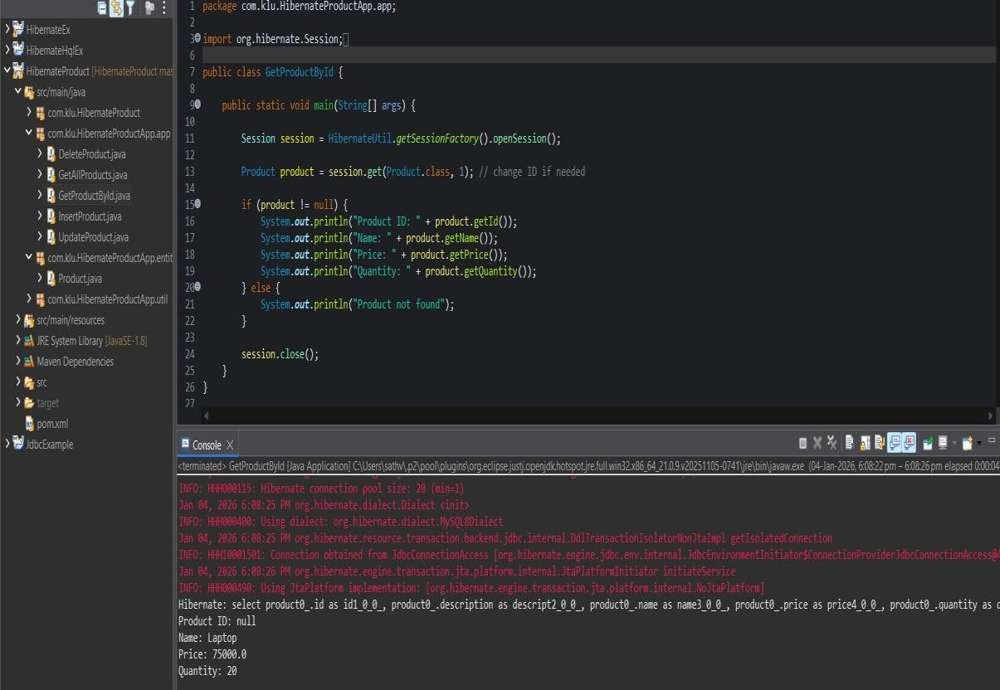 HibernateEx
HibernateHqlEx
HibernateProduct [HibernateProduct mas
src/main/java
com.klu.HibernateProduct
com.klu.HibernateProductApp.app
DeleteProduct.java
GetAllProducts.java
GetProductById.java
InsertProduct.java
UpdateProduct.java
com.klu.HibernateProductApp.entit
Product.java
com.klu.HibernateProductApp.util
src/main/resources
JRE System Library [JavaSE-1.8]
Maven Dependencies
src
target
pom.xml
JdbcExample
1 package com.klu.HibernateProductApp.app;
2
3 import org.hibernate.Session;
6
7 public class GetProductById {
8
9 public static void main(String[] args) {
10
11 Session session = HibernateUtil.getSessionFactory().openSession();
12
13 Product product = session.get(Product.class, 1); // change ID if needed
14
15 if (product != null) {
16 System.out.println("Product ID: " + product.getId());
17 System.out.println("Name: " + product.getName());
18 System.out.println("Price: " + product.getPrice());
19 System.out.println("Quantity: " + product.getQuantity());
20 } else {
21 System.out.println("Product not found");
22 }
23
24 session.close();
25 }
26 }
27
Console
<terminated> GetProductById [Java Application] C:\Users\sathv\.p2\pool\plugins\org.eclipse.justj.openjdk.hotspot.jre.full.win32.x86_64_21.0.9.v20251105-0741\jre\bin\javaw.exe (04-Jan-2026, 6:08:22 pm – 6:08:26 pm elapsed 0:00:04
INFO: HHH000115: Hibernate connection pool size: 20 (min=1)
Jan 04, 2026 6:08:25 PM org.hibernate.dialect.Dialect <init>
INFO: HHH000400: Using dialect: org.hibernate.dialect.MySQL8Dialect
Jan 04, 2026 6:08:25 PM org.hibernate.resource.transaction.backend.jdbc.internal.DdlTransactionIsolatorNonJtaImpl getIsolatedConnection
INFO: HHH10001501: Connection obtained from JdbcConnectionAccess [org.hibernate.engine.jdbc.env.internal.JdbcEnvironmentInitiator$ConnectionProviderJdbcConnectionAccess@4
Jan 04, 2026 6:08:26 PM org.hibernate.engine.transaction.jta.platform.internal.JtaPlatformInitiator initiateService
INFO: HHH000490: Using JtaPlatform implementation: [org.hibernate.engine.transaction.jta.platform.internal.NoJtaPlatform]
Hibernate: select product0_.id as id1_0_0_, product0_.description as descript2_0_0_, product0_.name as name3_0_0_, product0_.price as price4_0_0_, product0_.quantity as
Product ID: null
Name: Laptop
Price: 75000.0
Quantity: 20